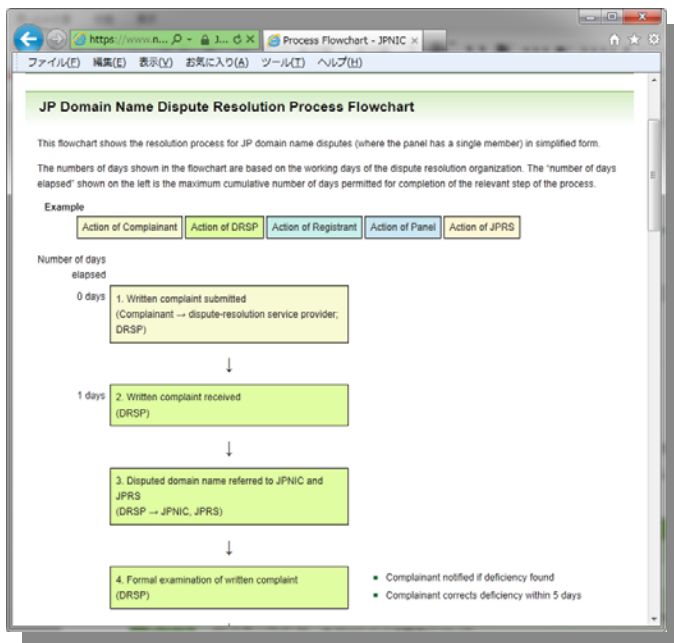 https://www.n...
J...
Process Flowchart - JPNIC
ファイル(F) 編集(E) 表示(V) お気に入り(A) ツール(T) ヘルプ(H)
JP Domain Name Dispute Resolution Process Flowchart
This flowchart shows the resolution process for JP domain name disputes (where the panel has a single member) in simplified form.
The numbers of days shown in the flowchart are based on the working days of the dispute resolution organization. The "number of days
elapsed" shown on the left is the maximum cumulative number of days permitted for completion of the relevant step of the process.
Example
Action of Complainant Action of DRSP Action of Registrant Action of Panel Action of JPRS
Number of days
elapsed
0 days
1. Written complaint submitted
(Complainant → dispute-resolution service provider;
DRSP)
↓
1 days
2. Written complaint received
(DRSP)
↓
3. Disputed domain name referred to JPNIC and
JPRS
(DRSP → JPNIC, JPRS)
↓
4. Formal examination of written complaint
(DRSP)
▪ Complainant notified if deficiency found
▪ Complainant corrects deficiency within 5 days